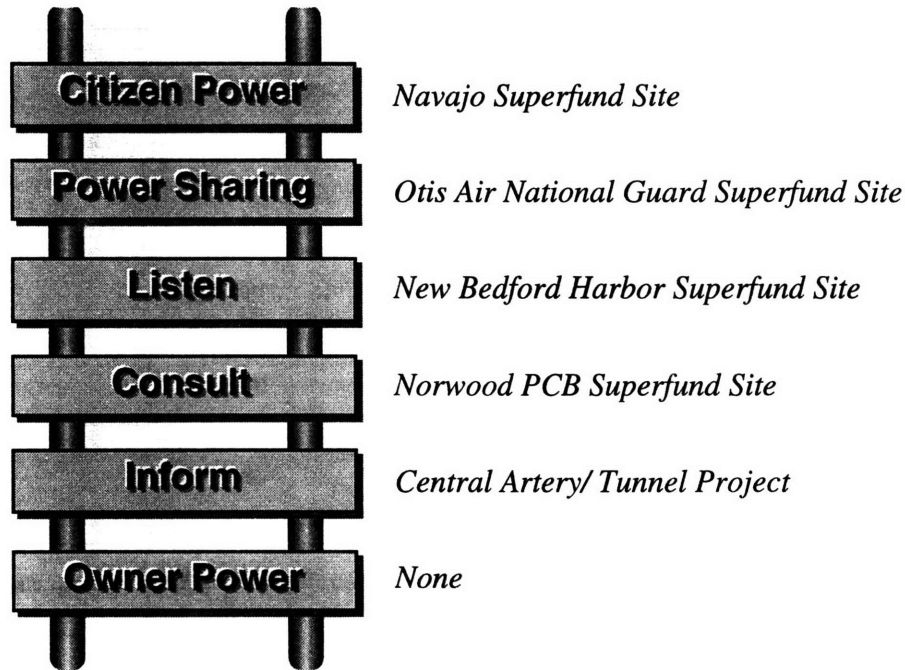 Citizen Power Navajo Superfund Site
Power Sharing Otis Air National Guard Superfund Site
Listen New Bedford Harbor Superfund Site
Consult Norwood PCB Superfund Site
Inform Central Artery/ Tunnel Project
Owner Power None